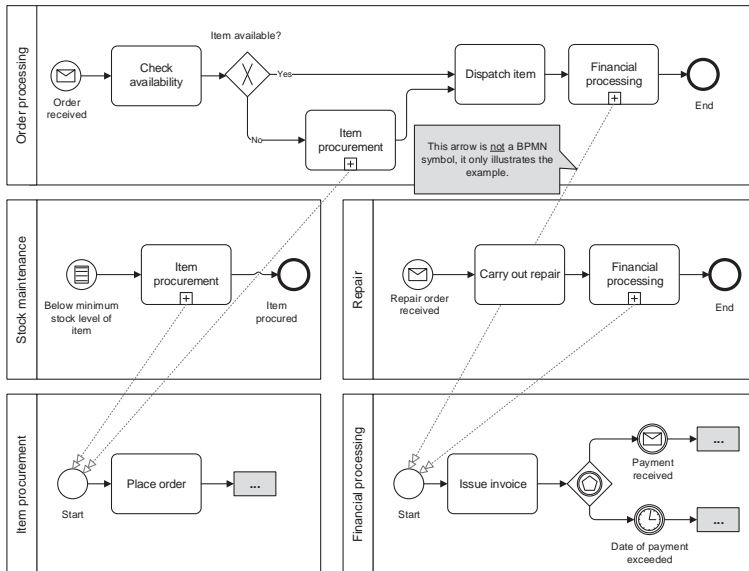 Order processing
Item available?
Order
received
Check
availability
Yes
No
Item
procurement
Dispatch item
Financial
processing
End
This arrow is not a BPMN
symbol, it only illustrates the
example.
Stock maintenance
Below minimum
stock level of
item
Item
procurement
Item
procured
Repair
Repair order
received
Carry out repair
Financial
processing
End
Item procurement
Start
Place order
...
Financial processing
Start
Issue invoice
Payment
received
...
Date of payment
exceeded
...